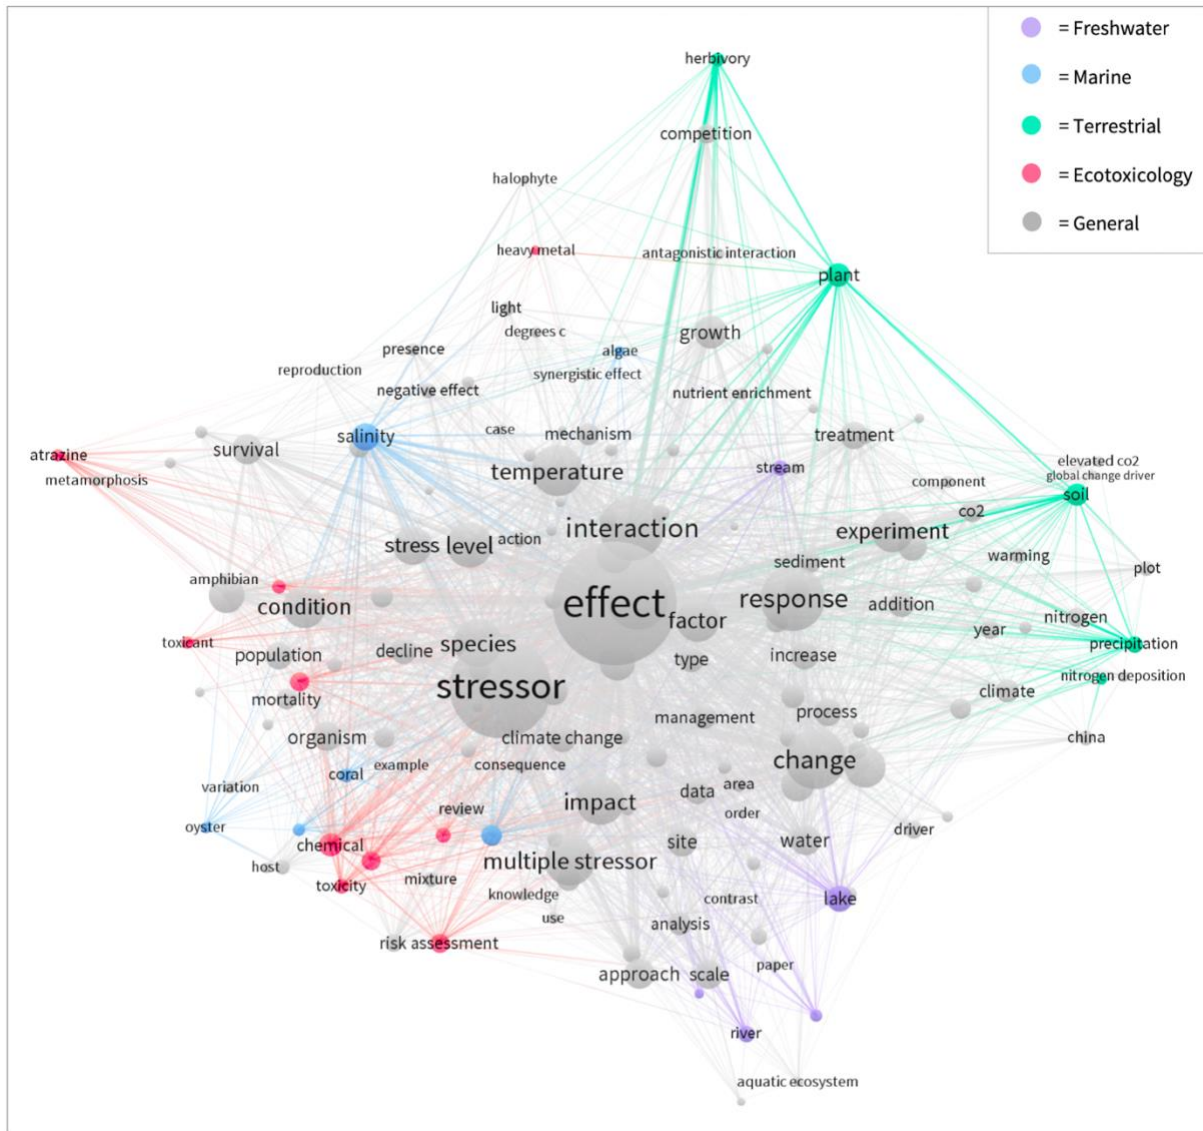 = Freshwater
= Marine
= Terrestrial
= Ecotoxicology
= General
herbivory
competition
halophyte
heavy metal
antagonistic interaction
plant
light
degrees c
growth
presence
algae
reproduction
synergistic effect
negative effect
nutrient enrichment
salinity
case
mechanism
treatment
survival
atrazine
elevated co2
metamorphosis
temperature
stream
global change driver
component
soil
co2
interaction
experiment
stress level
action
sediment
warming
plot
amphibian
condition
effect
response
addition
factor
nitrogen
year
toxicant
species
precipitation
population
decline
type
increase
nitrogen deposition
stressor
climate
mortality
management
process
organism
climate change
china
coral
example
consequence
change
variation
data
area
review
impact
order
oyster
chemical
site
water
driver
host
multiple stressor
toxicity
mixture
knowledge
contrast
lake
use
analysis
risk assessment
approach
scale
paper
river
aquatic ecosystem